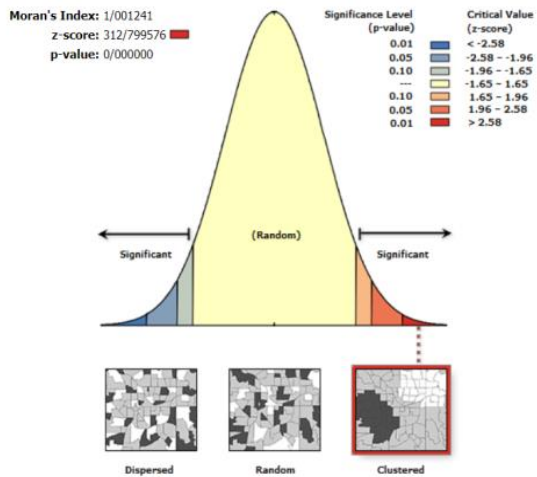 Moran's Index: 1/001241
z-score: 312/799576
p-value: 0/000000
Significance Level
(p-value)
Critical Value
(z-score)
0.01 < -2.58
0.05 -2.58 – -1.96
0.10 -1.96 – -1.65
--- -1.65 – 1.65
0.10 1.65 – 1.96
0.05 1.96 – 2.58
0.01 > 2.58
(Random)
Significant
Significant
Dispersed
Random
Clustered